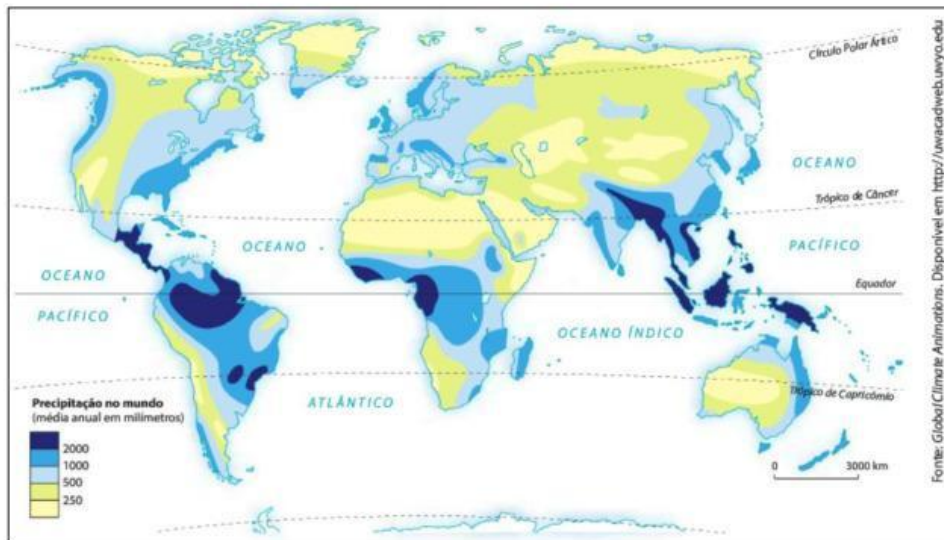 Círculo Polar Ártico
OCEANO
Trópico de Câncer
OCEANO
PACÍFICO
OCEANO
Equador
PACÍFICO
OCEANO ÍNDICO
ATLÂNTICO
Trópico de Capricórnio
Precipitação no mundo
(média anual em milímetros)
2000
1000
500
250
0 3000 km
Fonte: Global Climate Animations. Disponível em http://uwacadweb.uwyo.edu